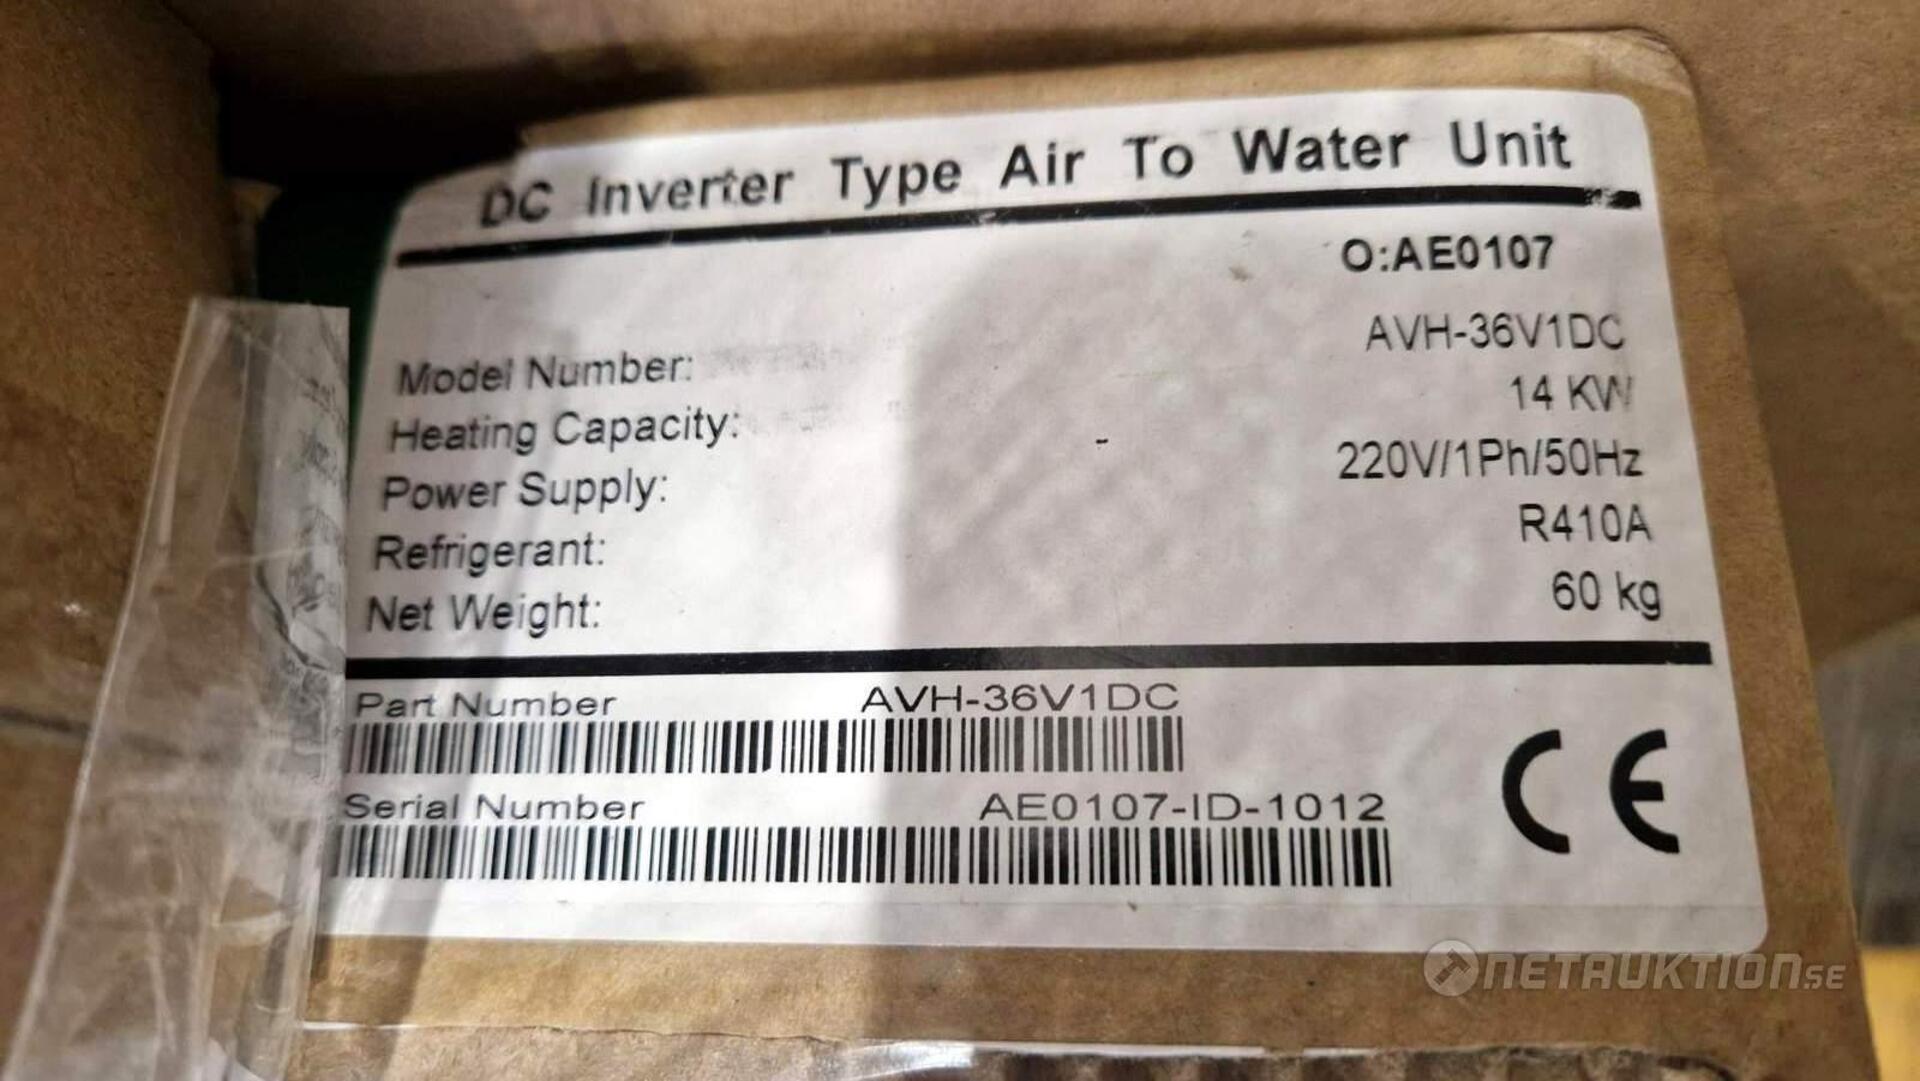 DC Inverter Type Air To Water Unit
O:AE0107
Model Number: AVH-36V1DC
Heating Capacity: 14 KW
Power Supply: 220V/1Ph/50Hz
Refrigerant: R410A
Net Weight: 60 kg
Part Number AVH-36V1DC
Serial Number AE0107-ID-1012
CE
NETAUKTION.SE